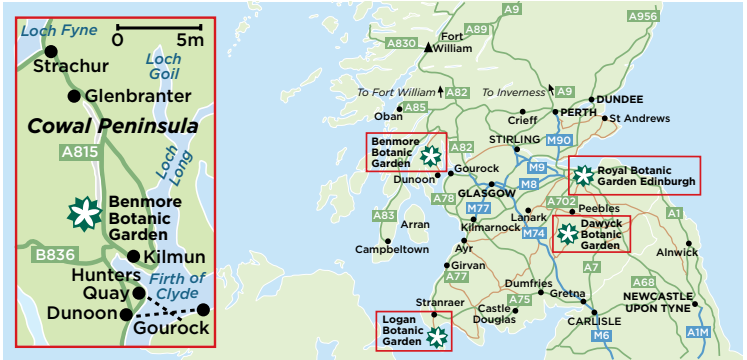 Loch Fyne
0 5m
Strachur
Loch
Goil
Glenbranter
Cowal Peninsula
A815
Loch
Long
Benmore
Botanic
Garden
B836
Kilmun
Hunters
Quay
Firth of
Clyde
Dunoon
Gourock
A9
A956
A89
A830
Fort
William
To Fort William
A82
To Inverness
A9
A85
Oban
DUNDEE
PERTH
Crieff
St Andrews
Benmore
Botanic
Garden
A82
STIRLING
M90
M9
Gourock
Dunoon
GLASGOW
M8
Royal Botanic
Garden Edinburgh
A78
A702
Peebles
A83
M77
Lanark
A1
Arran
Kilmarnock
M74
Dawyck
Botanic
Garden
Campbeltown
Ayr
Alnwick
Girvan
A77
A7
A68
Dumfries
Stranraer
A75
Gretna
NEWCASTLE
UPON TYNE
Castle
Douglas
Logan
Botanic
Garden
CARLISLE
M6
A1M